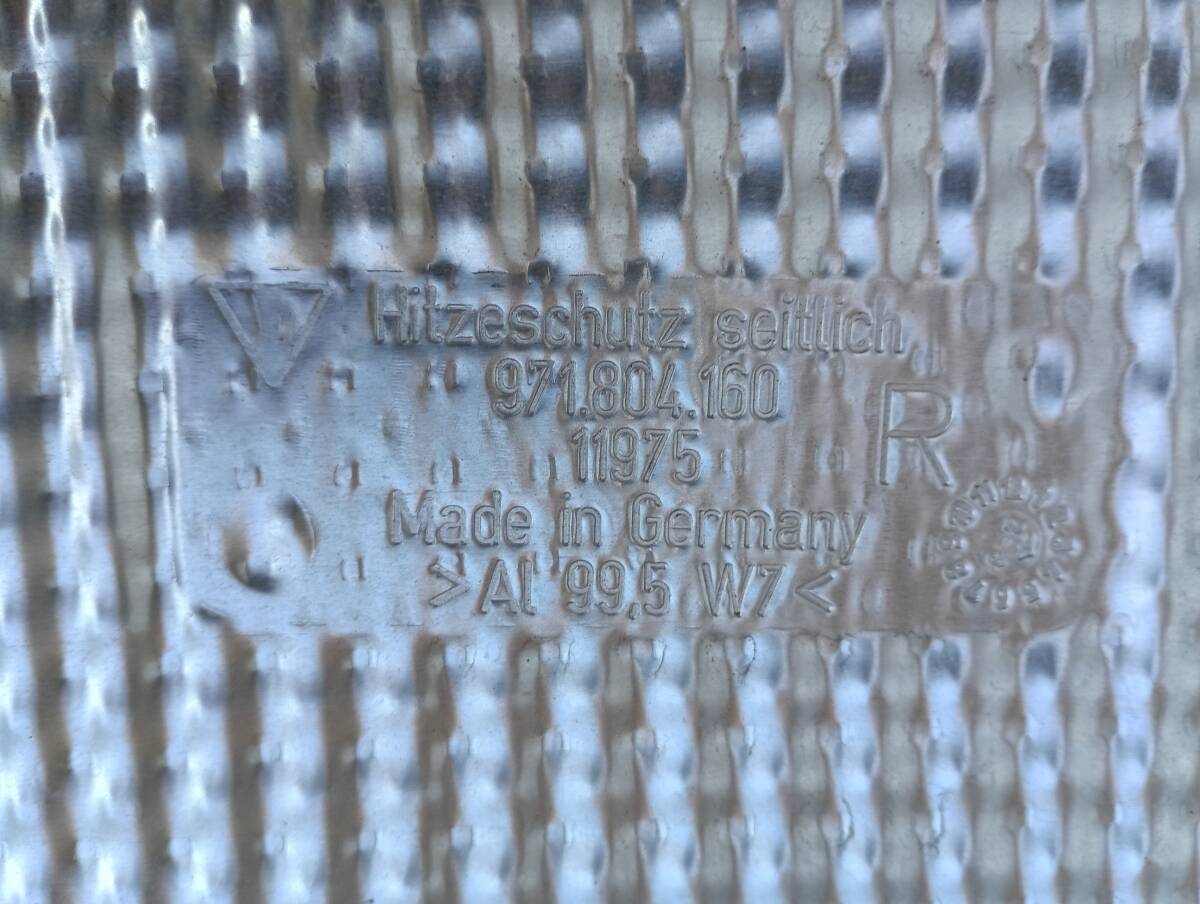 Hitzeschutz seitlich
971.804.160
R
11975
Made in Germany
>Al 99,5 W7<